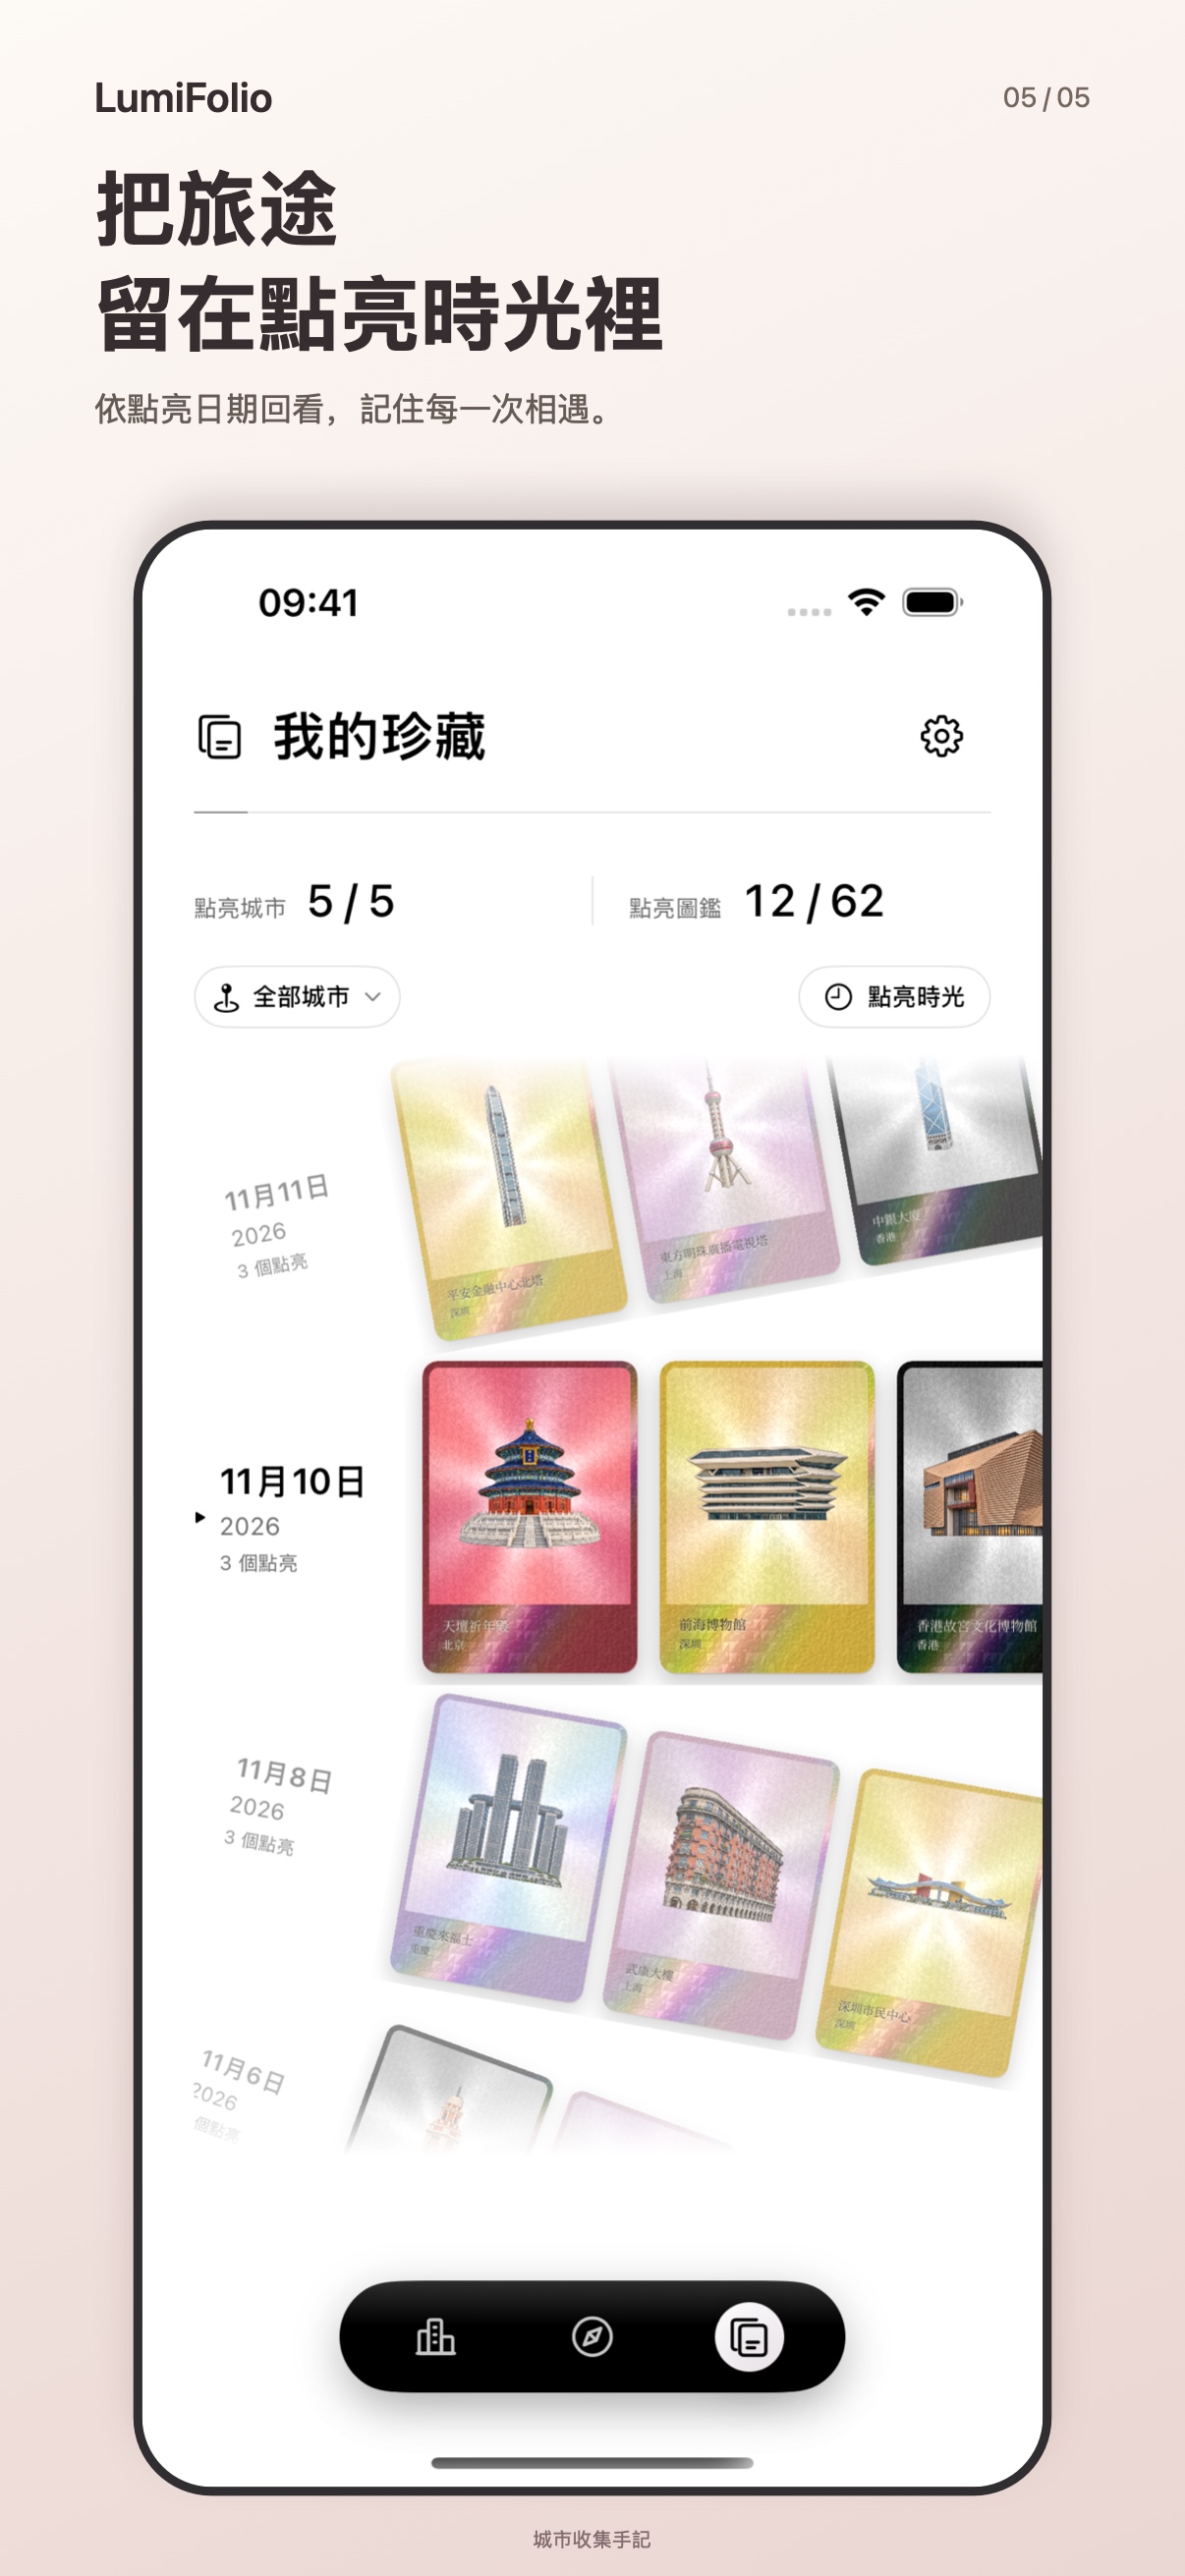 LumiFolio
05 / 05
把旅途
留在點亮時光裡
依點亮日期回看，記住每一次相遇。
09:41
我的珍藏
點亮城市 5 / 5
點亮圖鑑 12 / 62
全部城市
點亮時光
11月11日
2026
3 個點亮
平安金融中心北塔
深圳
東方明珠廣播電視塔
上海
中銀大廈
香港
11月10日
2026
3 個點亮
天壇祈年殿
北京
前海博物館
深圳
香港故宮文化博物館
香港
11月8日
2026
3 個點亮
重慶來福士
重慶
武康大樓
上海
深圳市民中心
深圳
11月6日
2026
個點亮
城市收集手記